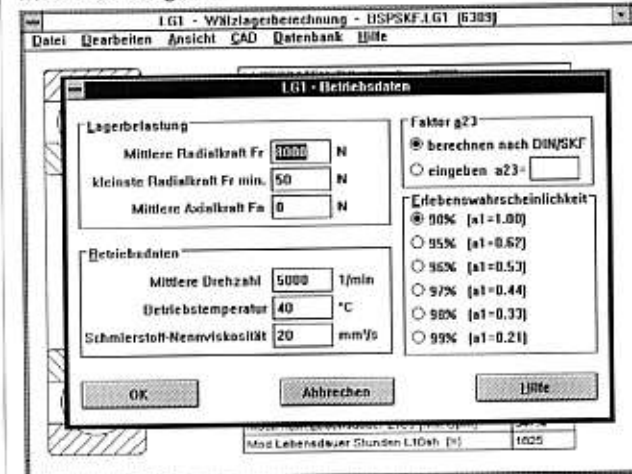 LG1 - Wälzlagerberechnung - BSPSKF.LG1 (6309)
Datei Bearbeiten Ansicht CAD Datenbank Hilfe
LG1 - Betriebsdaten
Lagerbelastung
Mittlere Radialkraft Fr 8000 N
kleinste Radialkraft Fr min. 50 N
Mittlere Axialkraft Fa 0 N
Betriebsdaten
Mittlere Drehzahl 5000 1/min
Betriebstemperatur 40 °C
Schmierstoff-Nennviskosität 20 mm²/s
Faktor a23
berechnen nach DIN/SKF
eingeben a23=
Erlebenswahrscheinlichkeit
90% (a1=1.00)
95% (a1=0.62)
96% (a1=0.53)
97% (a1=0.44)
98% (a1=0.33)
99% (a1=0.21)
OK Abbrechen Hilfe
Mod Lebensdauer Stunden L10ah (h) 1825